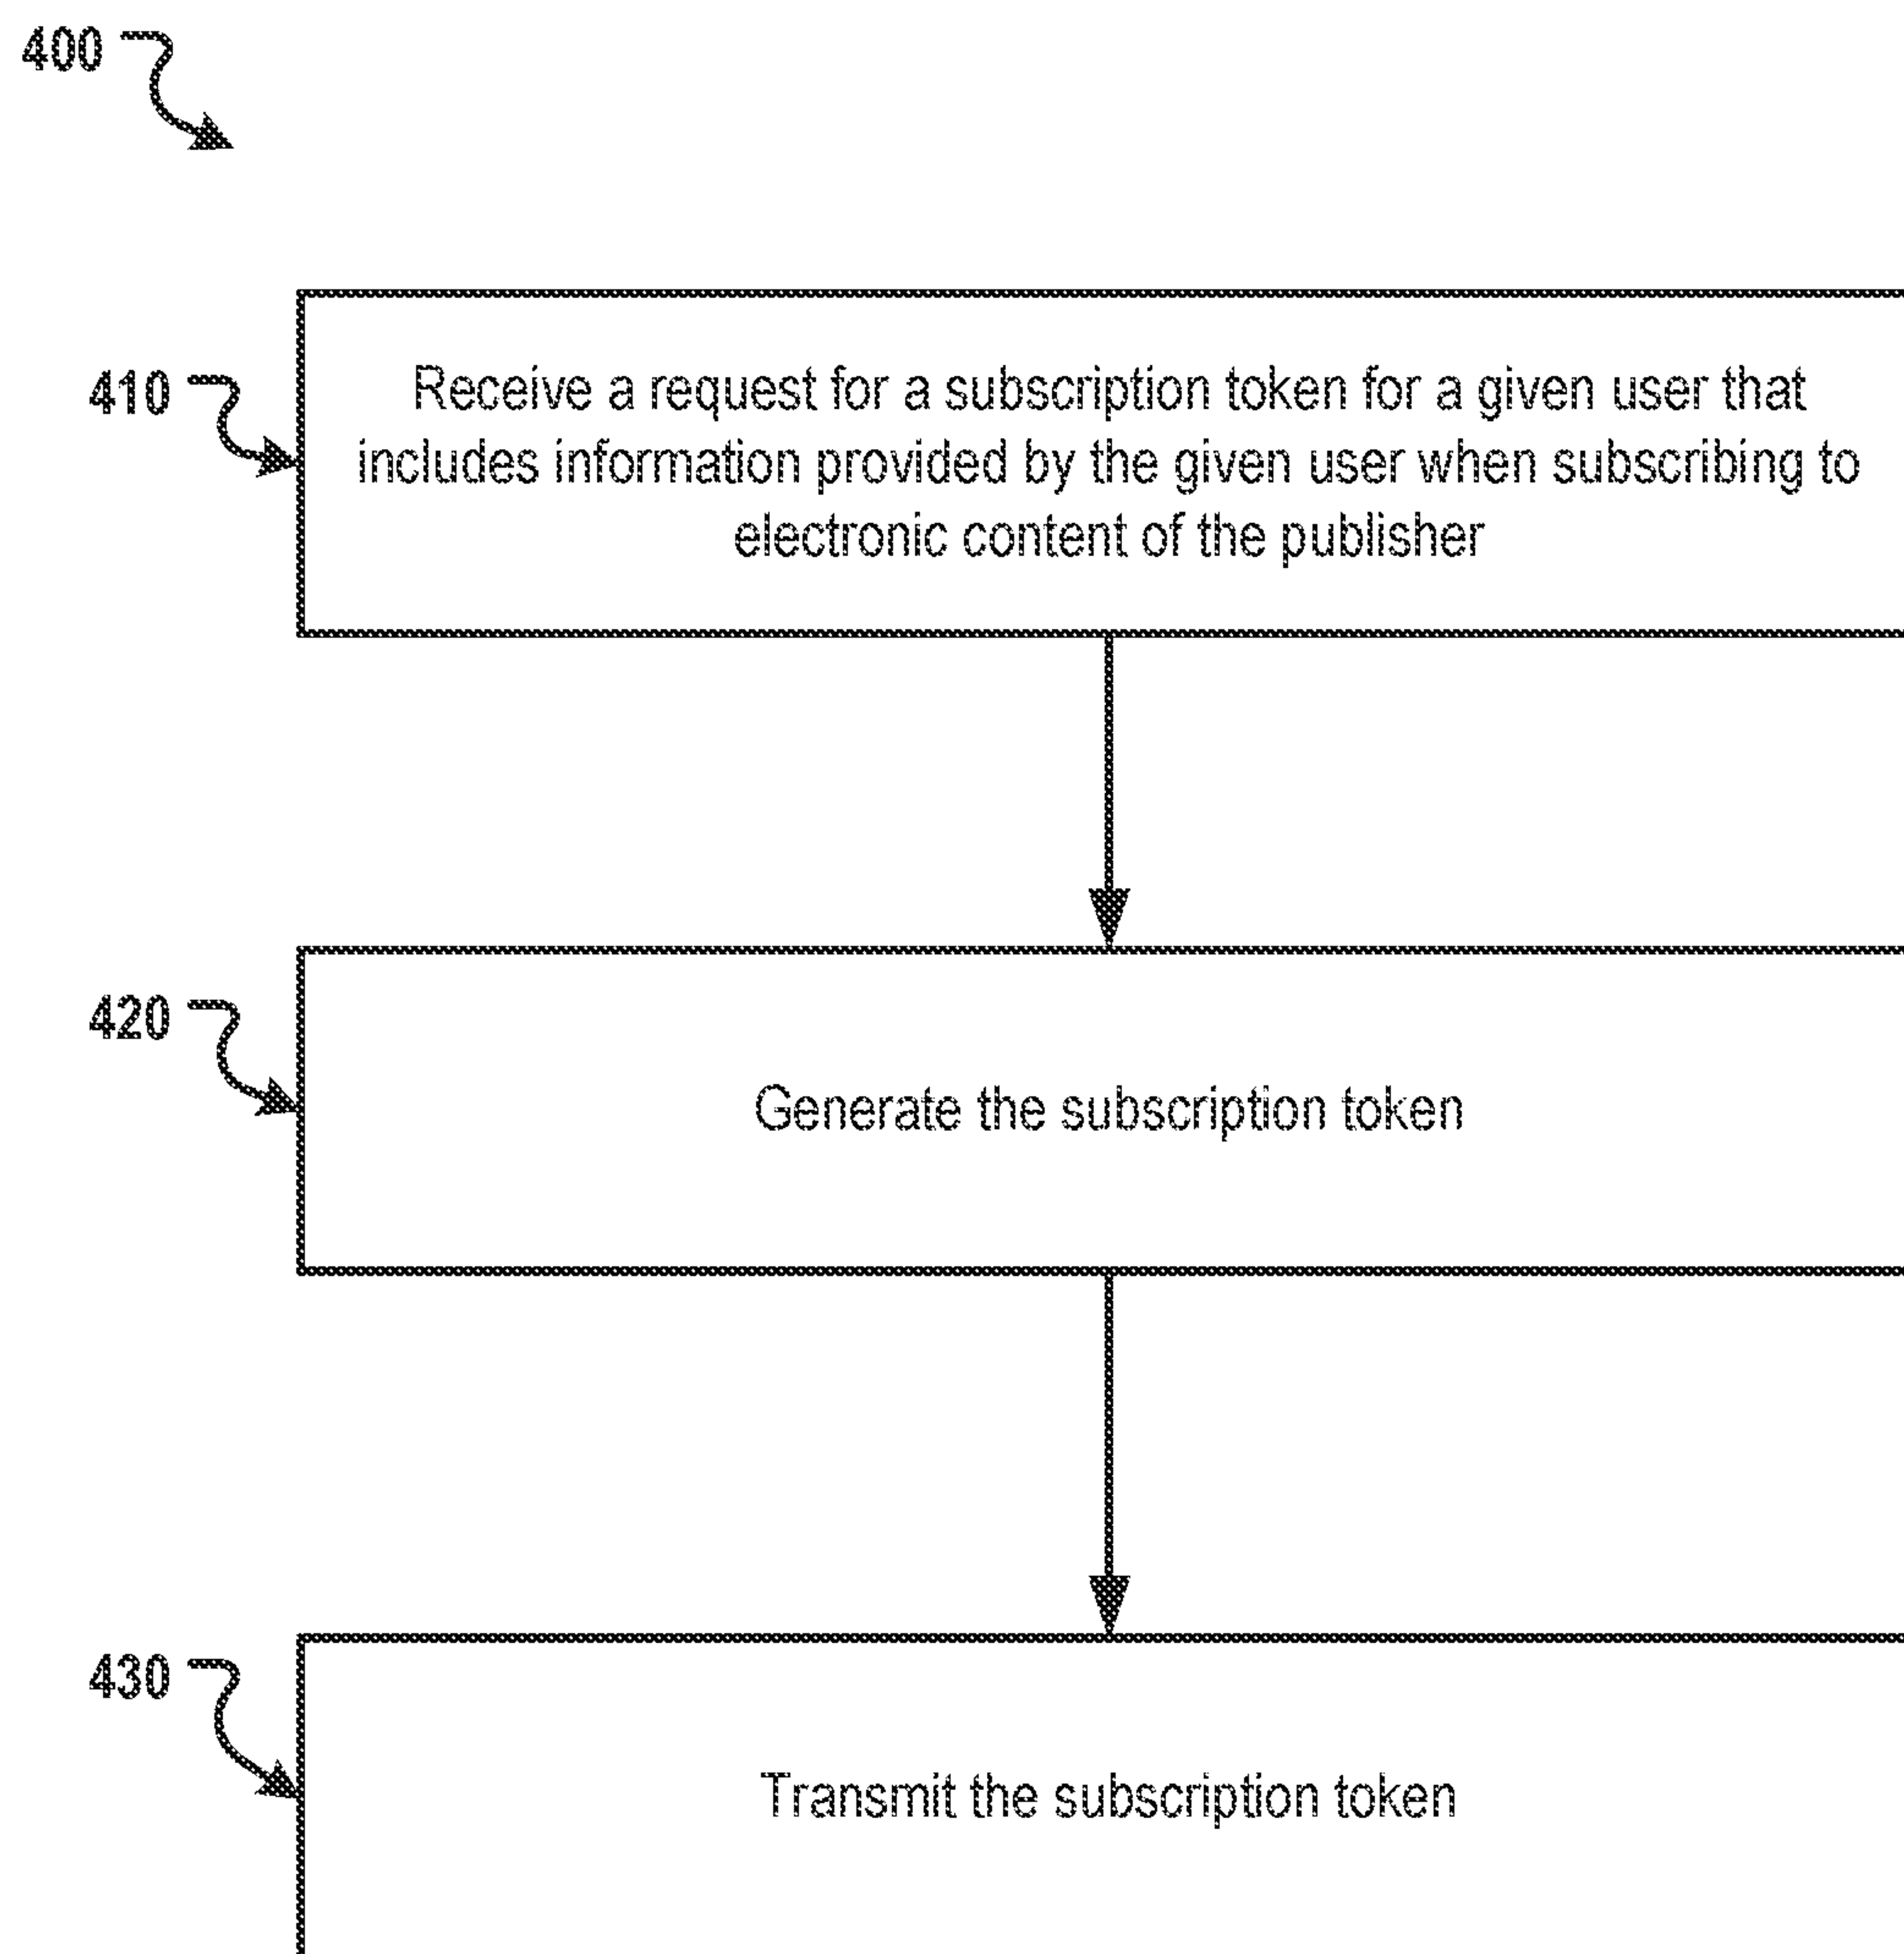 400
410
Receive a request for a subscription token for a given user that
includes information provided by the given user when subscribing to
electronic content of the publisher
420
Generate the subscription token
430
Transmit the subscription token